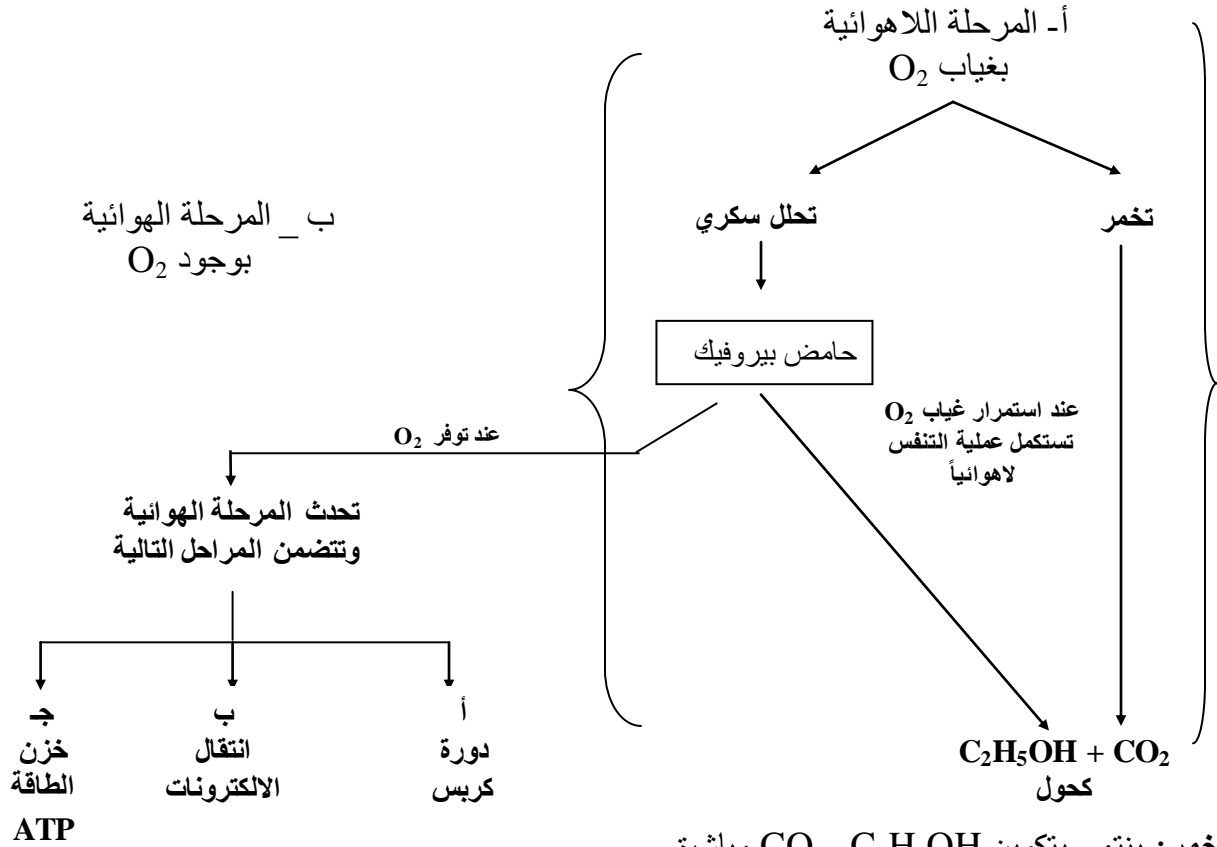 أ- المرحلة اللاهوائية
بغياب O₂
تحلل سكري
تخمر
ب _ المرحلة الهوائية
بوجود O₂
حامض بيروفيك
عند استمرار غياب O₂
تستكمل عملية التنفس
لاهوائياً
عند توفر O₂
تحدث المرحلة الهوائية
وتتضمن المراحل التالية
أ
دورة
كربس
ب
انتقال
الالكترونات
جـ
خزن
الطاقة
ATP
C₂H₅OH + CO₂
كحول